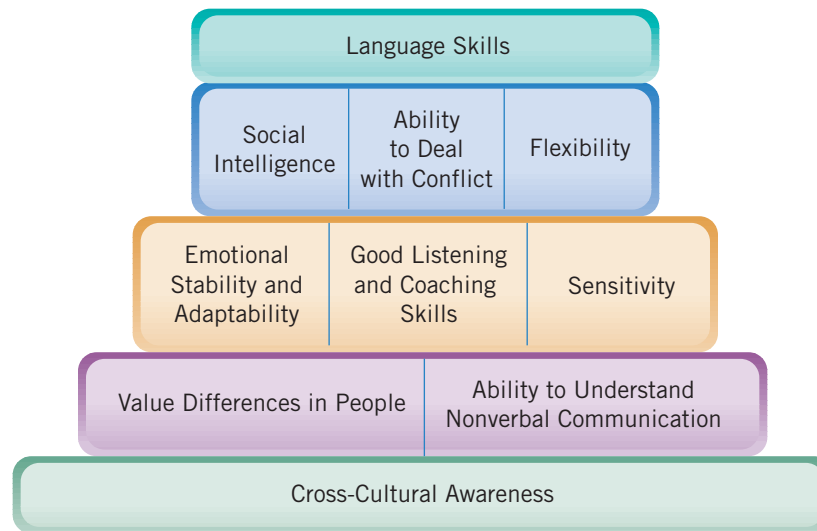 Language Skills
Social
Intelligence
Ability
to Deal
with Conflict
Flexibility
Emotional
Stability and
Adaptability
Good Listening
and Coaching
Skills
Sensitivity
Value Differences in People
Ability to Understand
Nonverbal Communication
Cross-Cultural Awareness